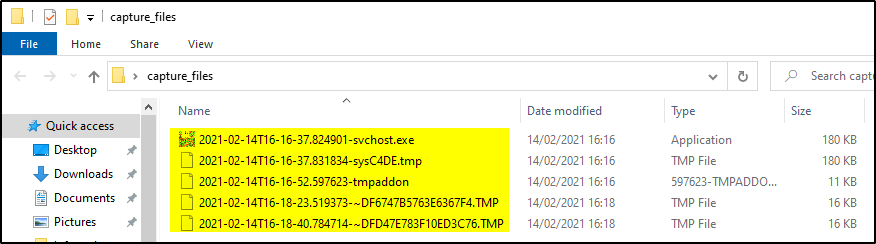 capture_files
File Home Share View
capture_files Search capt
Name Date modified Type Size
Quick access
2021-02-14T16-16-37.824901-svchost.exe 14/02/2021 16:16 Application 180 KB
Desktop
2021-02-14T16-16-37.831834-sysC4DE.tmp 14/02/2021 16:16 TMP File 180 KB
Downloads
2021-02-14T16-16-52.597623-tmpaddon 14/02/2021 16:16 597623-TMPADDO... 11 KB
Documents
2021-02-14T16-18-23.519373-~DF6747B5763E6367F4.TMP 14/02/2021 16:18 TMP File 16 KB
Pictures
2021-02-14T16-18-40.784714-~DFD47E783F10ED3C76.TMP 14/02/2021 16:18 TMP File 16 KB